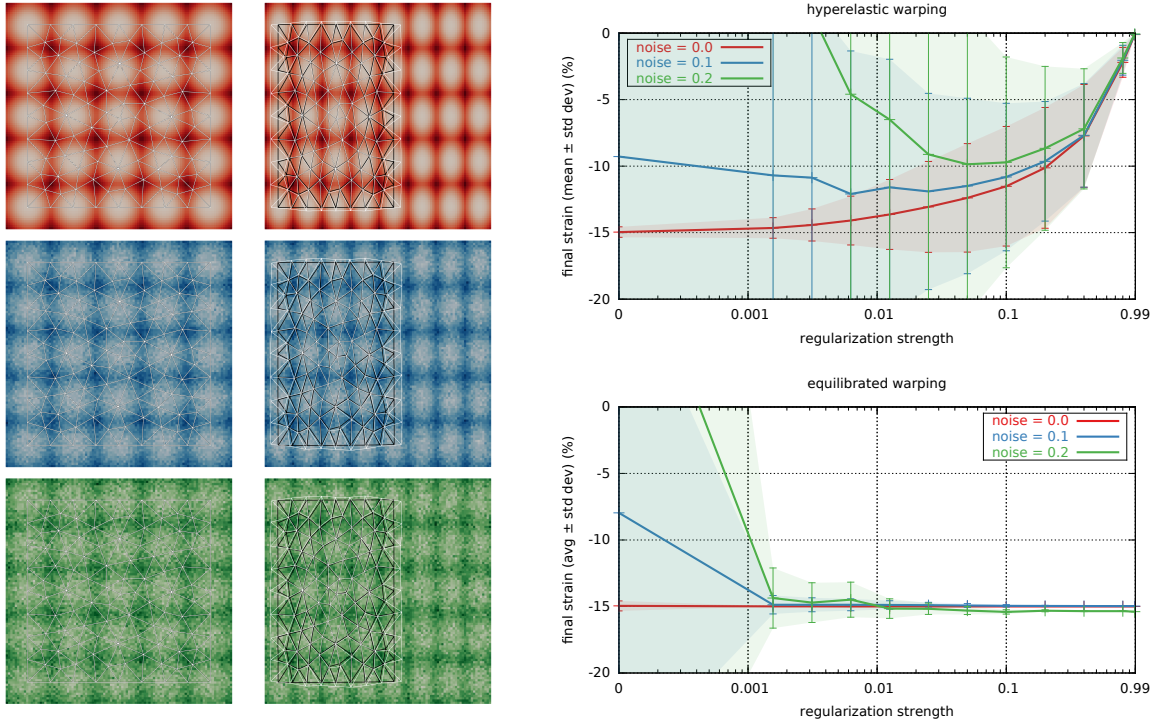 hyperelastic warping
final strain (mean ± std dev) (%)
0
-5
-10
-15
-20
noise = 0.0
noise = 0.1
noise = 0.2
0
0.001
0.01
0.1
0.99
regularization strength
equilibrated warping
final strain (avg ± std dev) (%)
0
-5
-10
-15
-20
noise = 0.0
noise = 0.1
noise = 0.2
0
0.001
0.01
0.1
0.99
regularization strength